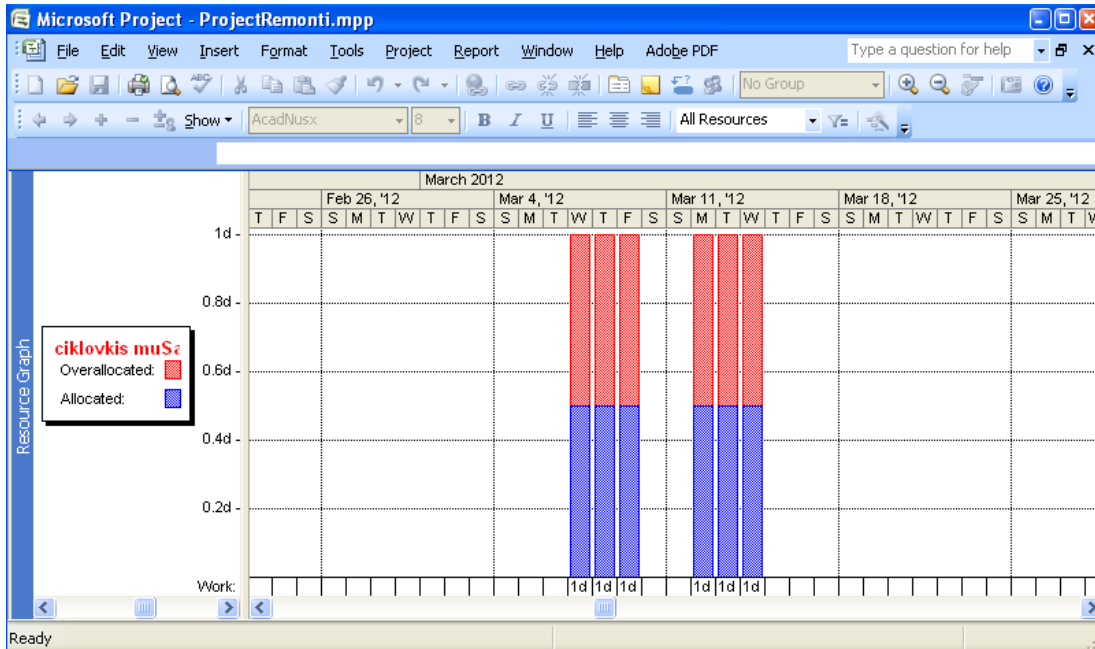 Microsoft Project - ProjectRemonti.mpp
File Edit View Insert Format Tools Project Report Window Help Adobe PDF Type a question for help
No Group
Show AcadNusx 8 B I U All Resources
March 2012
Feb 26, '12 Mar 4, '12 Mar 11, '12 Mar 18, '12 Mar 25, '12
T F S S M T W T F S S M T W T F S S M T W T F S S M T W T F S S M T W
1d
0.8d
ciklovkis muSa
Overallocated:
0.6d
Allocated:
0.4d
0.2d
Resource Graph
Work: 1d 1d 1d 1d 1d 1d
Ready